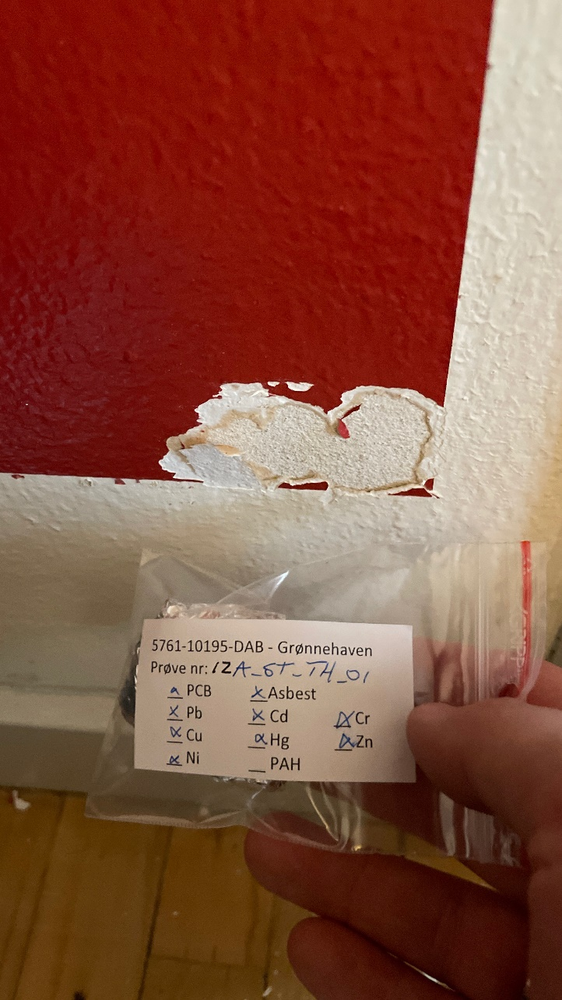 5761-10195-DAB - Grønnehaven
Prøve nr: 12A_ST_TH_01
x PCB x Asbest
x Pb x Cd x Cr
x Cu x Hg x Zn
x Ni _ PAH